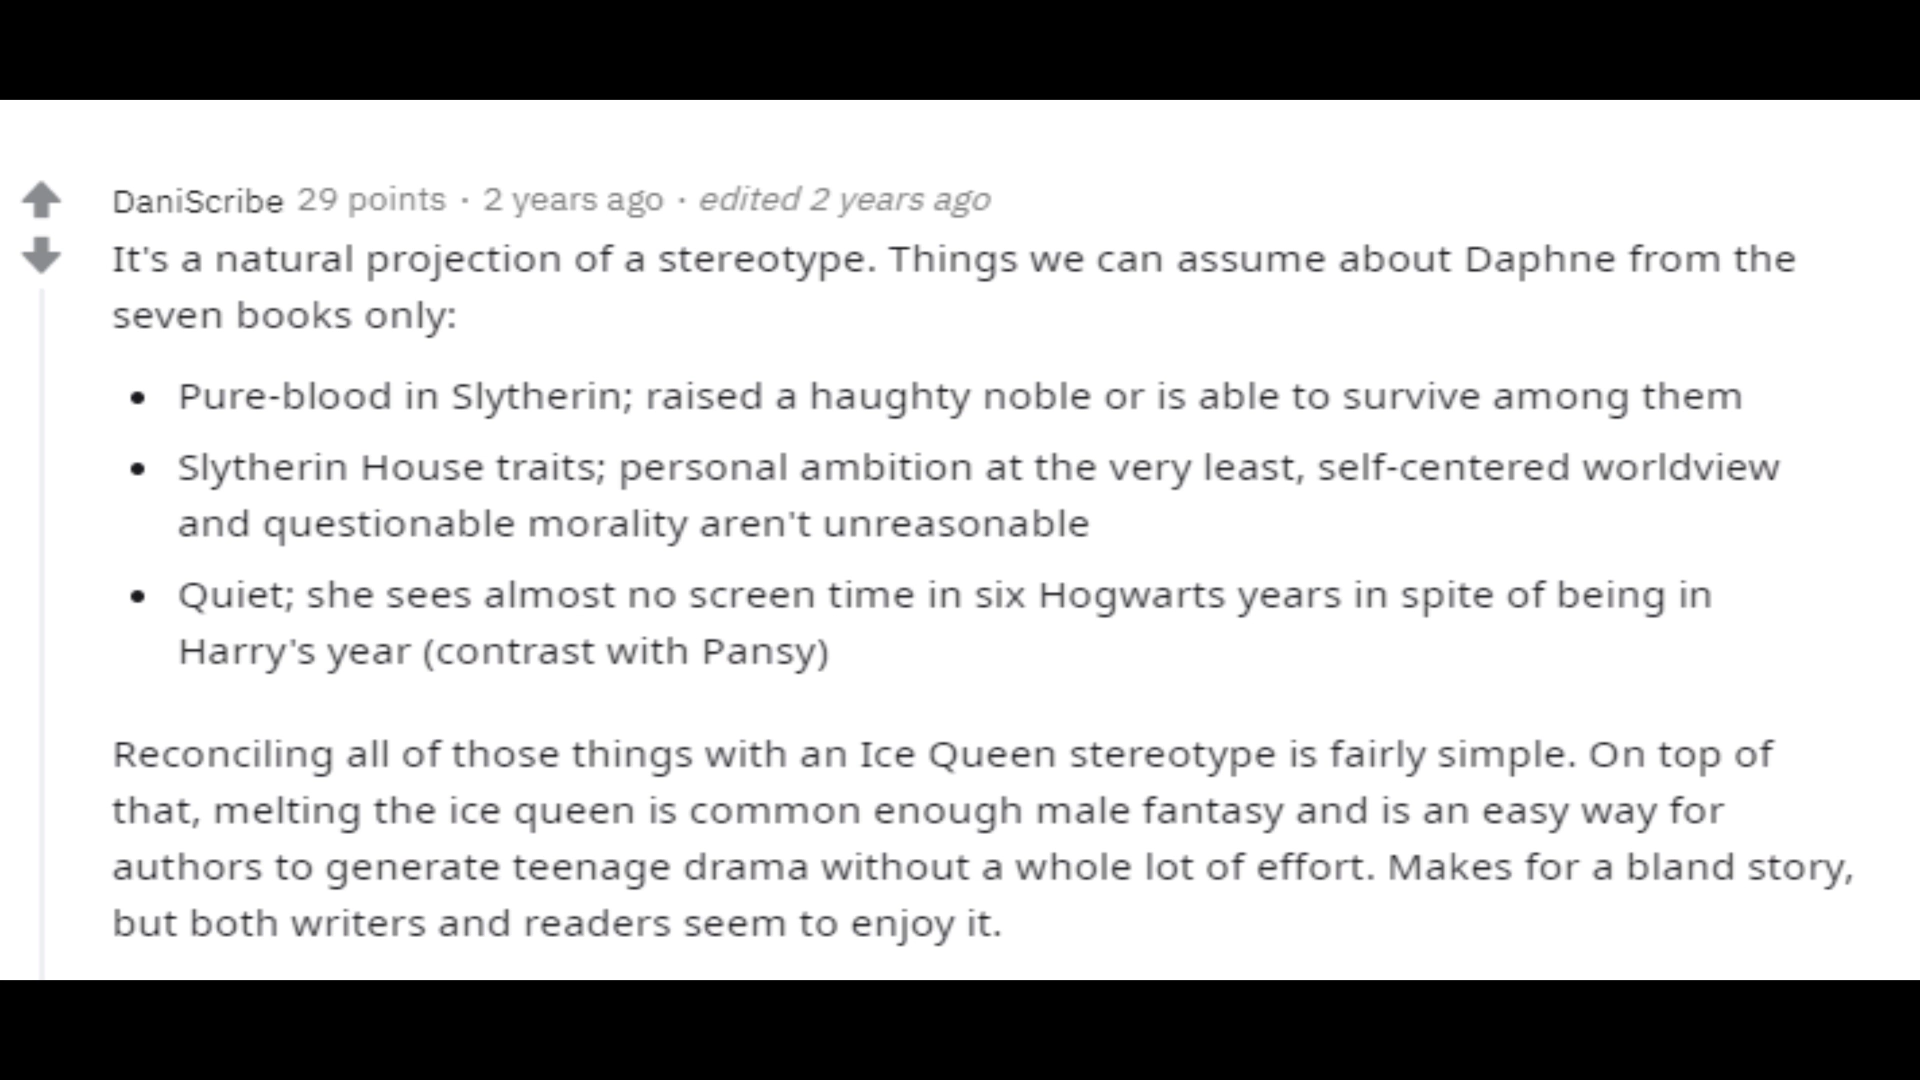 DaniScribe 29 points · 2 years ago · edited 2 years ago
It's a natural projection of a stereotype. Things we can assume about Daphne from the
seven books only:
• Pure-blood in Slytherin; raised a haughty noble or is able to survive among them
• Slytherin House traits; personal ambition at the very least, self-centered worldview
and questionable morality aren't unreasonable
• Quiet; she sees almost no screen time in six Hogwarts years in spite of being in
Harry's year (contrast with Pansy)
Reconciling all of those things with an Ice Queen stereotype is fairly simple. On top of
that, melting the ice queen is common enough male fantasy and is an easy way for
authors to generate teenage drama without a whole lot of effort. Makes for a bland story,
but both writers and readers seem to enjoy it.